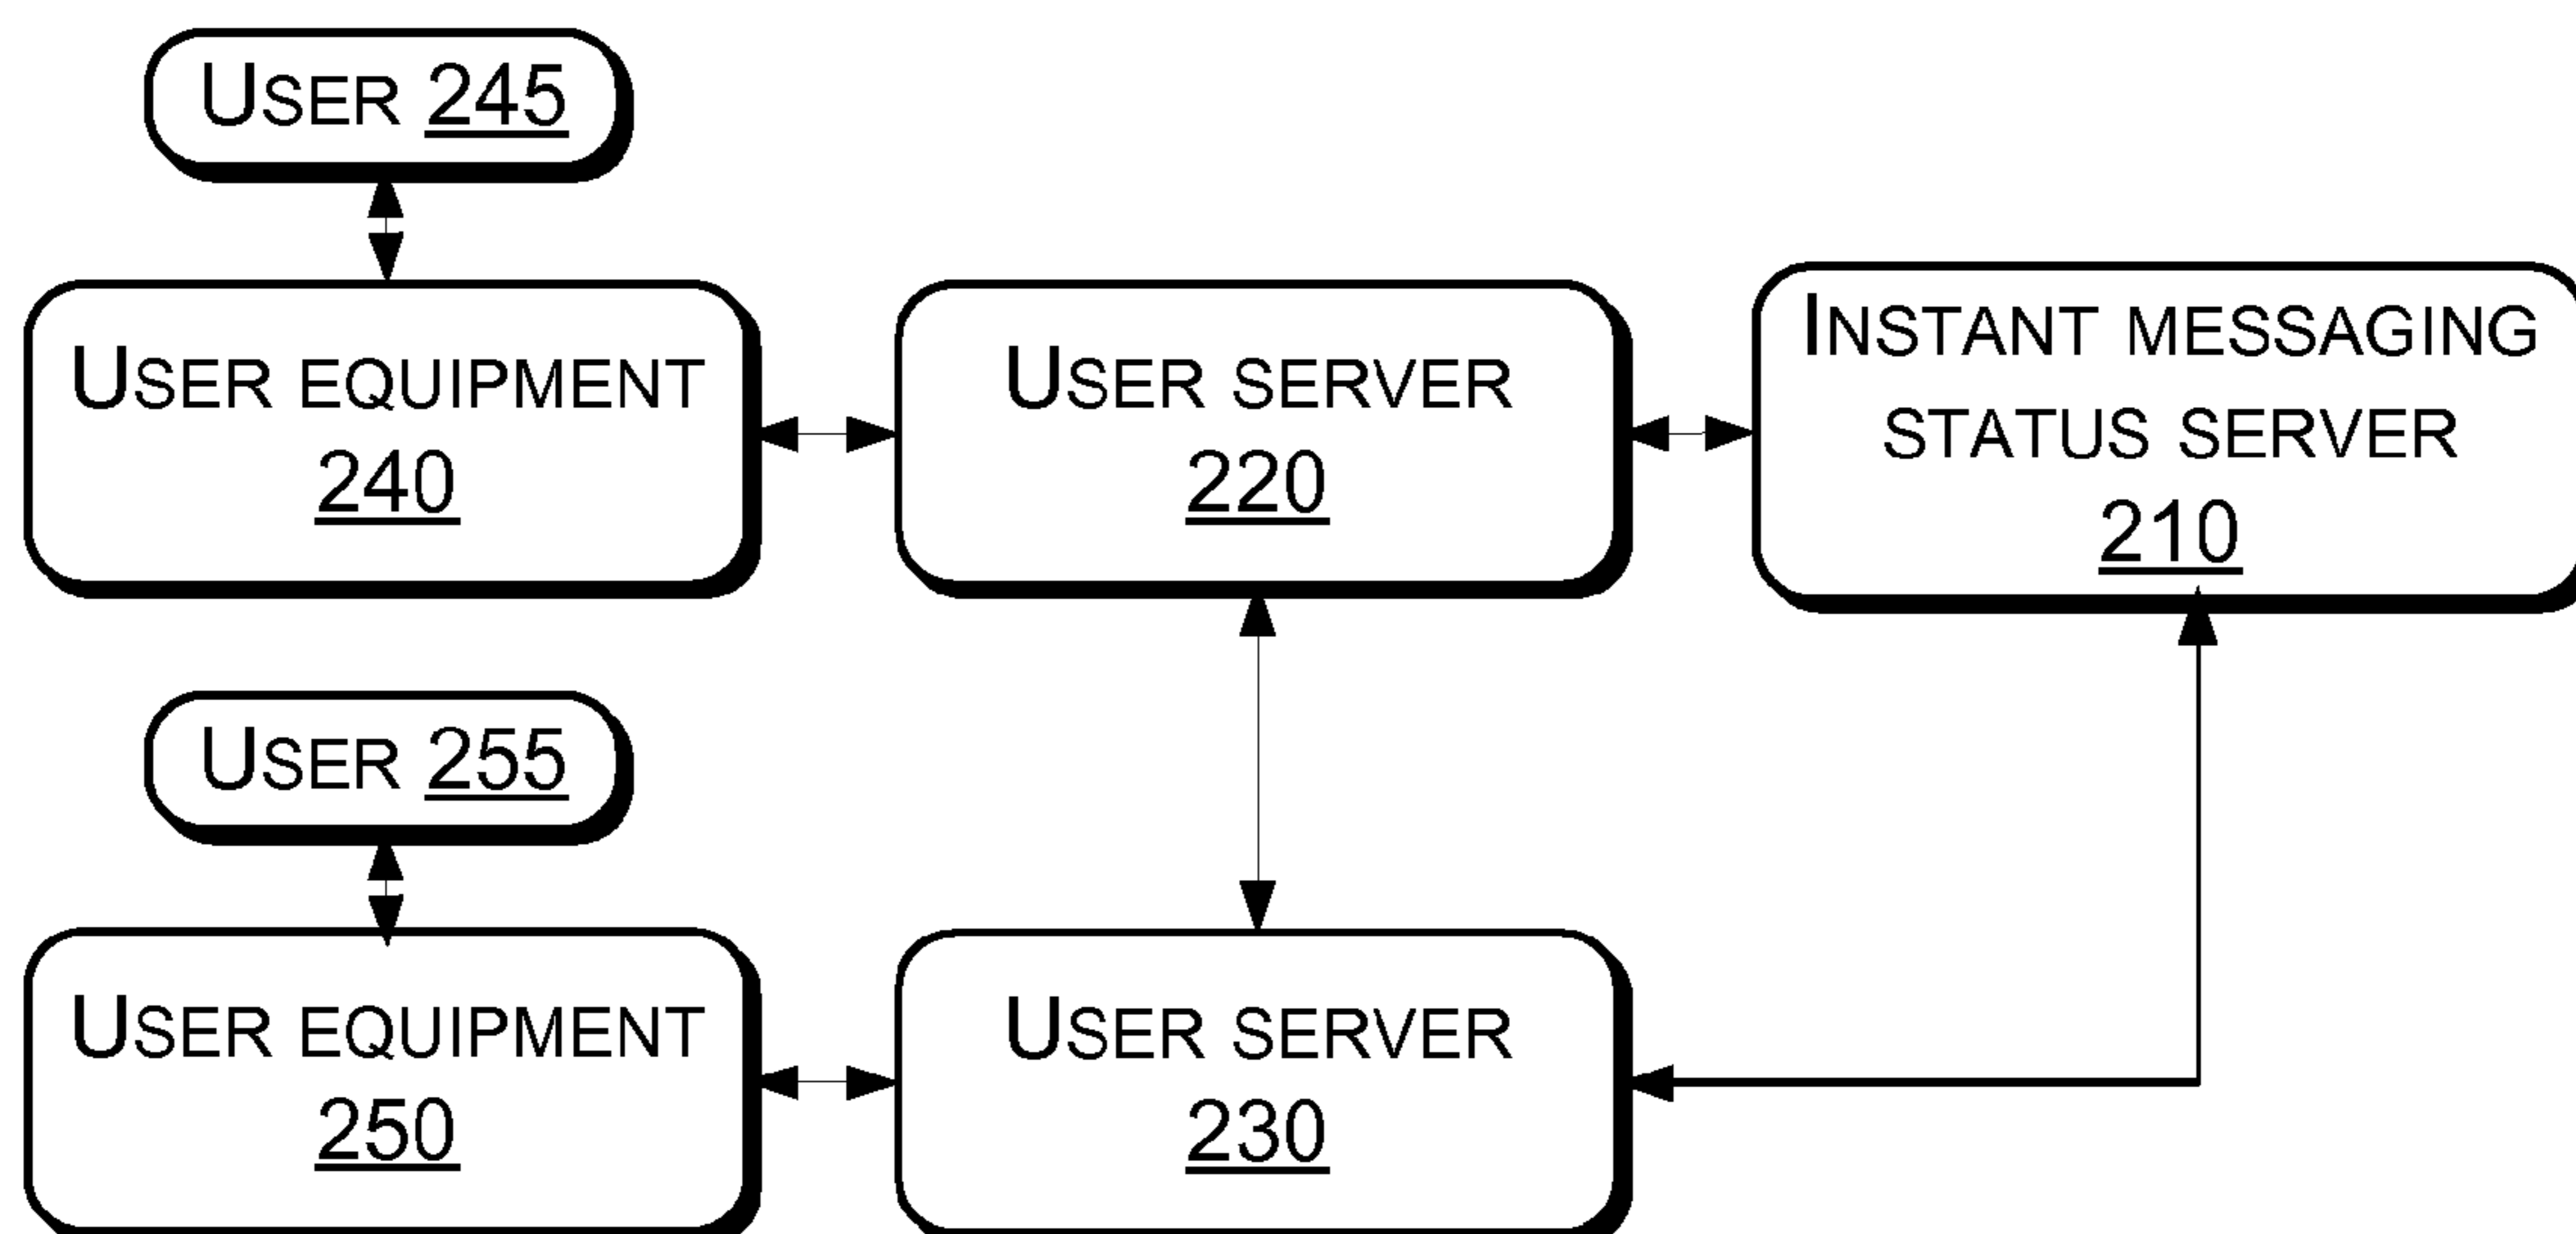 User 245
User equipment
240
User server
220
Instant messaging
status server
210
User 255
User equipment
250
User server
230